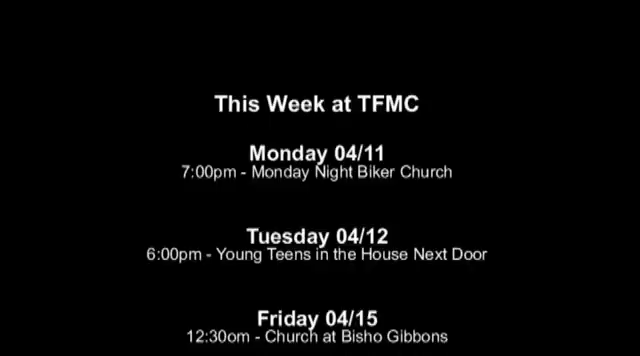 This Week at TFMC
Monday 04/11
7:00pm - Monday Night Biker Church
Tuesday 04/12
6:00pm - Young Teens in the House Next Door
Friday 04/15
12:30om - Church at Bisho Gibbons